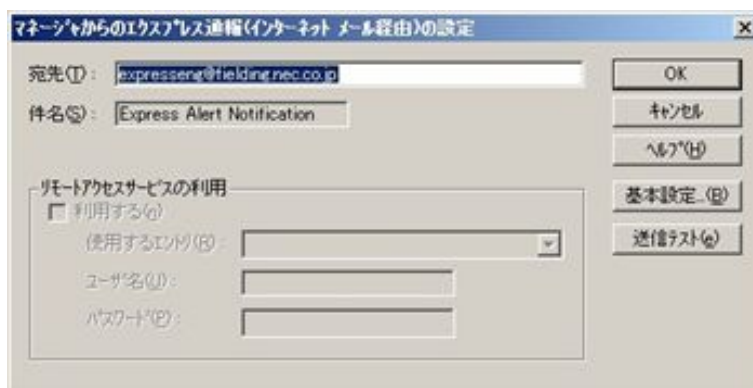 マネージャからのエクスプレス通報(インターネット メール経由)の設定
宛先(T): expresseng@fielding.nec.co.jp
OK
件名(S): Express Alert Notification
キャンセル
ヘルプ(H)
リモートアクセスサービスの利用
基本設定...(B)
利用する(n)
送信テスト(e)
使用するエントリ(R):
ユーザ名(U):
パスワード(P):